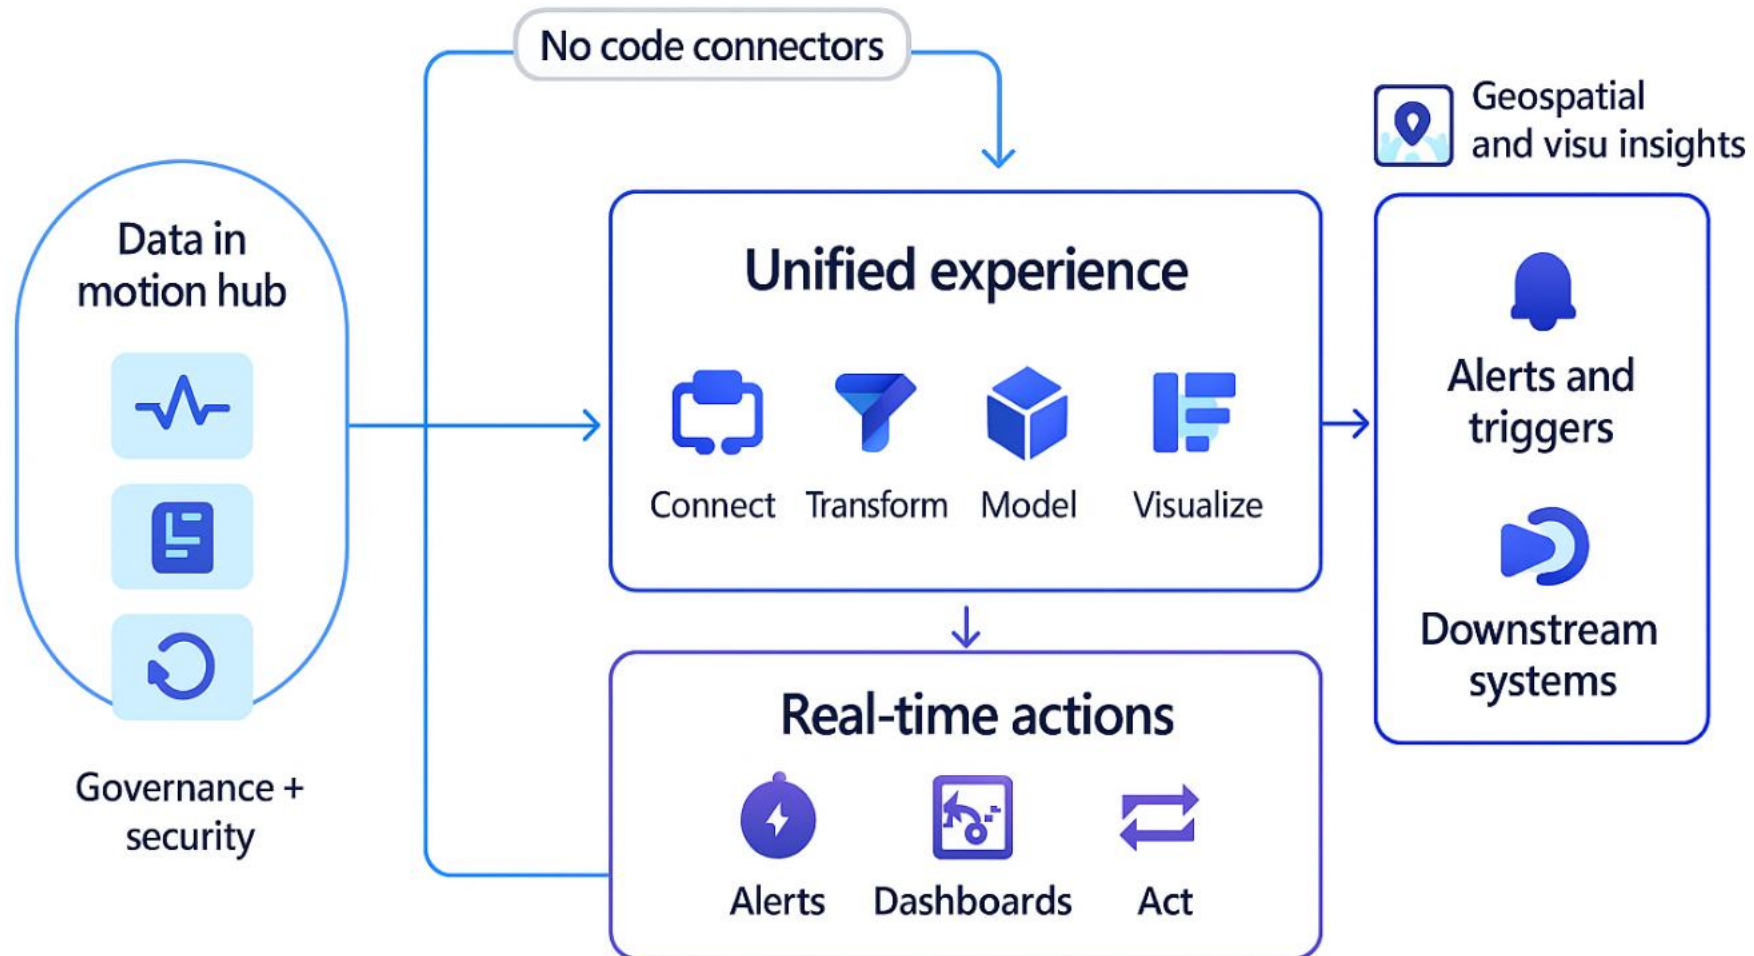 No code connectors
Geospatial
and visu insights
Data in
motion hub
Unified experience
Connect
Transform
Model
Visualize
Alerts and
triggers
Downstream
systems
Real-time actions
Alerts
Dashboards
Act
Governance +
security